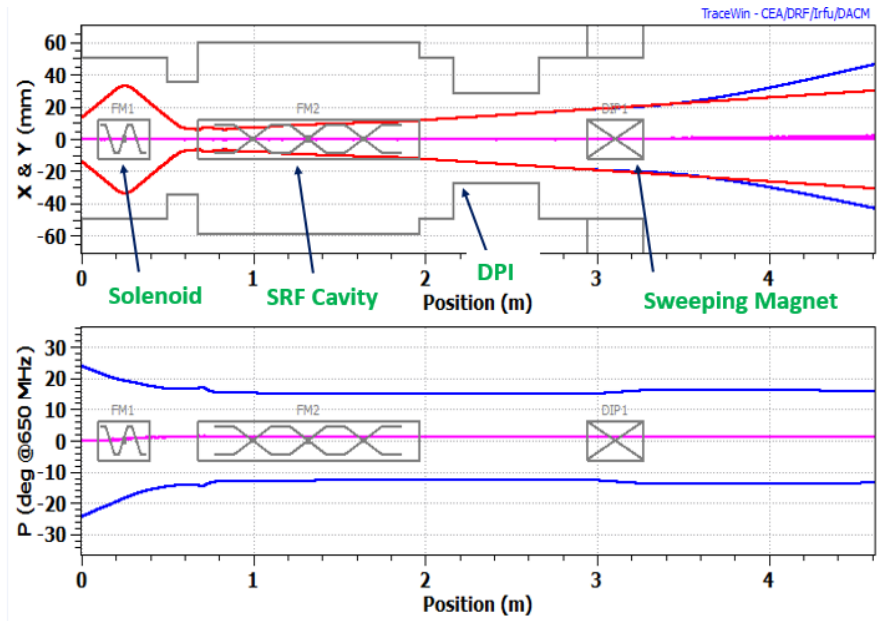 TraceWin - CEA/DRF/Irfu/DACM
X & Y (mm)
60
40
20
0
-20
-40
-60
FM1
FM2
DIP1
0
1
2
3
4
Position (m)
Solenoid
SRF Cavity
DPI
Sweeping Magnet
P (deg @650 MHz)
30
20
10
0
-10
-20
-30
FM1
FM2
DIP1
0
1
2
3
4
Position (m)